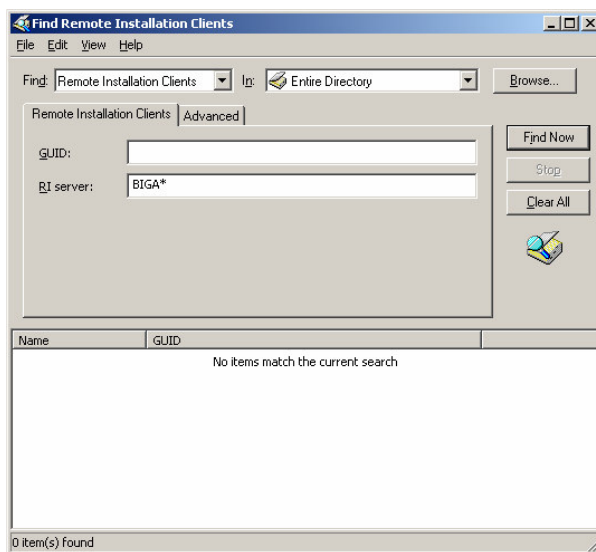 Find Remote Installation Clients
File Edit View Help
Find: Remote Installation Clients In: Entire Directory Browse...
Remote Installation Clients Advanced
Find Now
GUID:
Stop
RI server: BIGA*
Clear All
Name GUID
No items match the current search
0 item(s) found